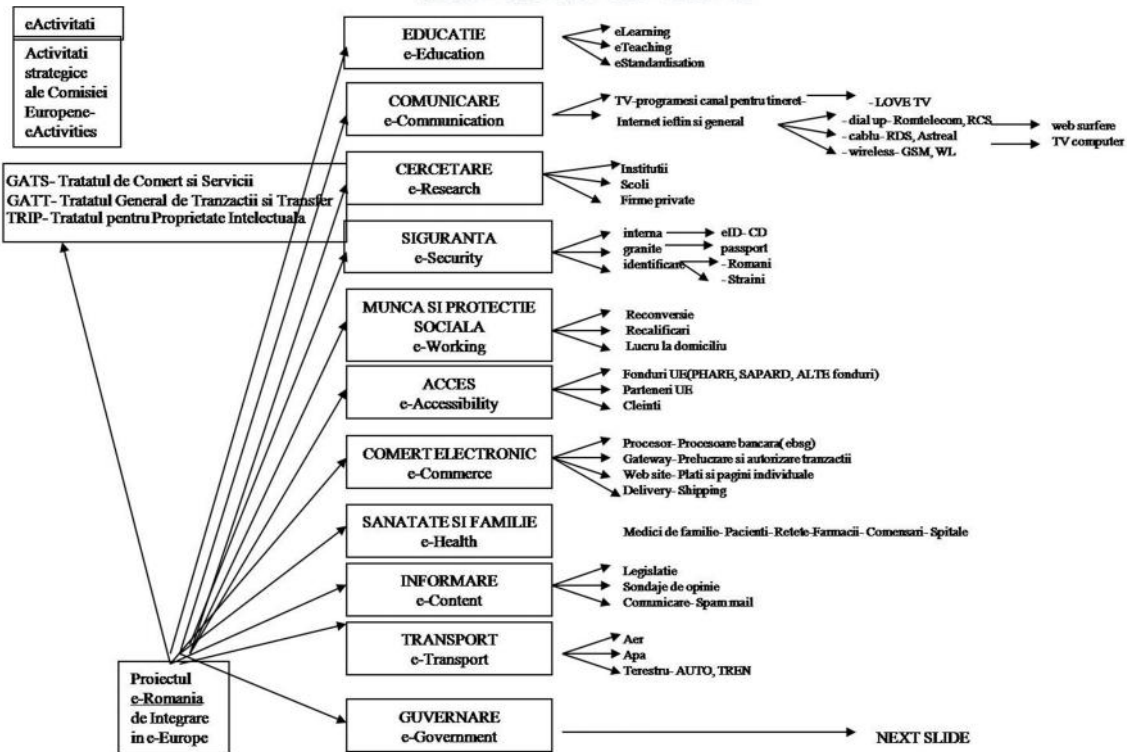 eActivitati
Activitati
strategice
ale Comisiei
Europene-
eActivities
GATS- Tratatul de Comert si Servicii
GATT- Tratatul General de Tranzactii si Transfer
TRIP- Tratatul pentru Proprietate Intelectuala
Proiectul
e-Romania
de Integrare
in e-Europe
EDUCATIE
e-Education
eLearning
eTeaching
eStandardisation
COMUNICARE
e-Communication
TV-programe si canal pentru tineret-
- LOVE TV
Internet ieftin si general
- dial up- Romtelecom, RCS
- cablu- RDS, Astreal
- wireless- GSM, WL
web surfere
TV computer
CERCETARE
e-Research
Institutii
Scoli
Firme private
SIGURANTA
e-Security
interna
eID- CD
granite
passport
identificare
- Romani
- Straini
MUNCA SI PROTECTIE
SOCIALA
e-Working
Reconversie
Recalificari
Lucru la domiciliu
ACCES
e-Accessibility
Fonduri UE(PHARE, SAPARD, ALTE fonduri)
Parteneri UE
Cleinti
COMERT ELECTRONIC
e-Commerce
Procesor- Procesoare bancara( ebsg)
Gateway- Prelucrare si autorizare tranzactii
Web site- Plati si pagini individuale
Delivery- Shipping
SANATATE SI FAMILIE
e-Health
Medici de familie- Pacienti- Retete-Farmacii- Comensari- Spitale
INFORMARE
e-Content
Legislatie
Sondaje de opinie
Comunicare- Spam mail
TRANSPORT
e-Transport
Aer
Apa
Terestru- AUTO, TREN
GUVERNARE
e-Government
NEXT SLIDE